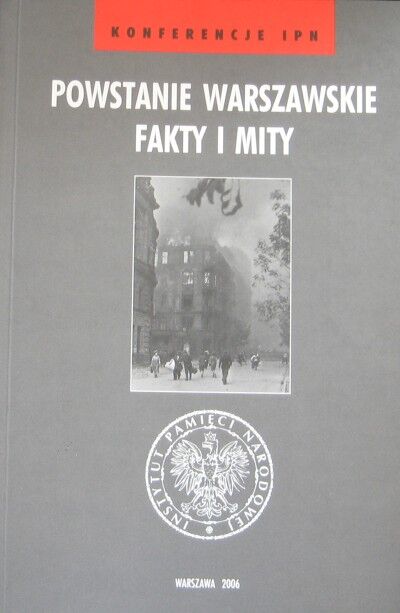 KONFERENCJE IPN
POWSTANIE WARSZAWSKIE
FAKTY I MITY
INSTYTUT PAMIĘCI NARODOWEJ
WARSZAWA 2006